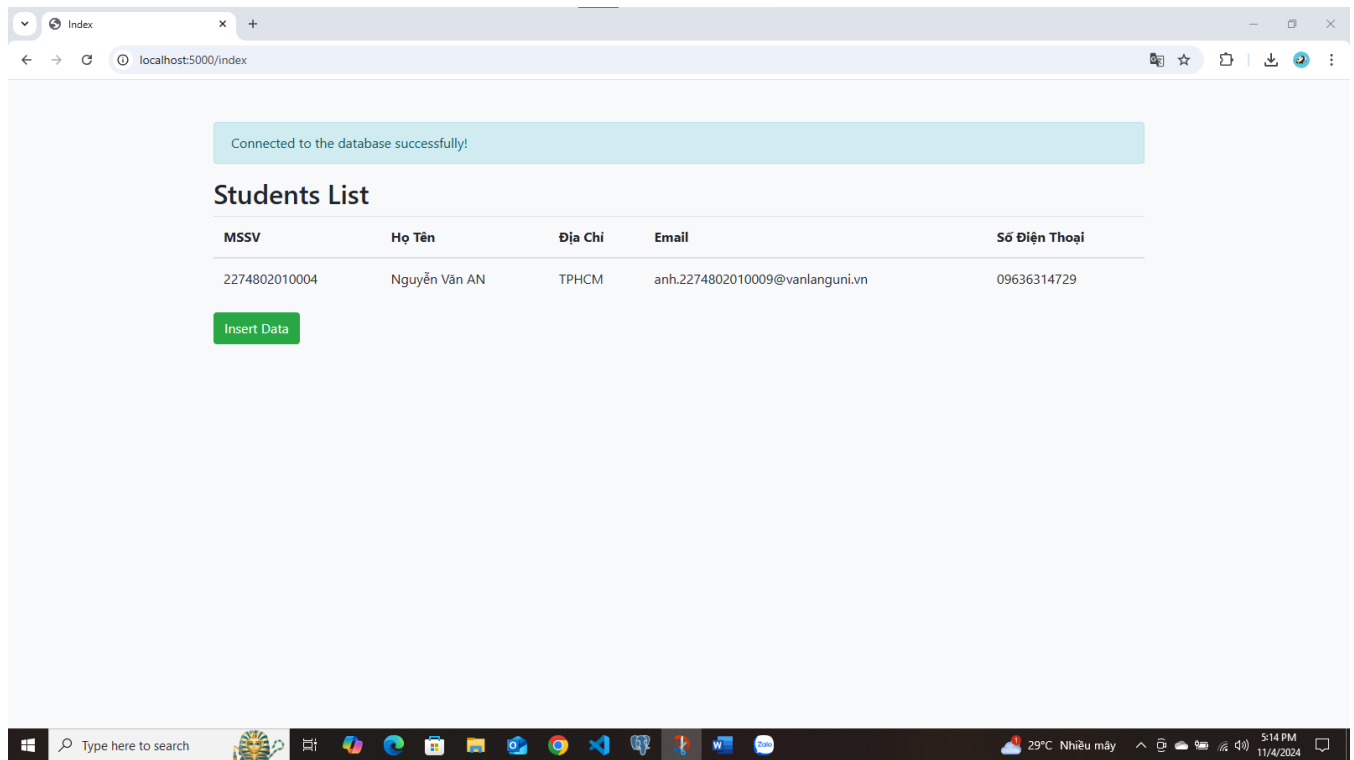 Index
localhost:5000/index
Connected to the database successfully!
Students List
MSSV Họ Tên Địa Chỉ Email Số Điện Thoại
2274802010004 Nguyễn Văn AN TPHCM anh.2274802010009@vanlanguni.vn 09636314729
Insert Data
Type here to search
29°C Nhiều mây
5:14 PM
11/4/2024